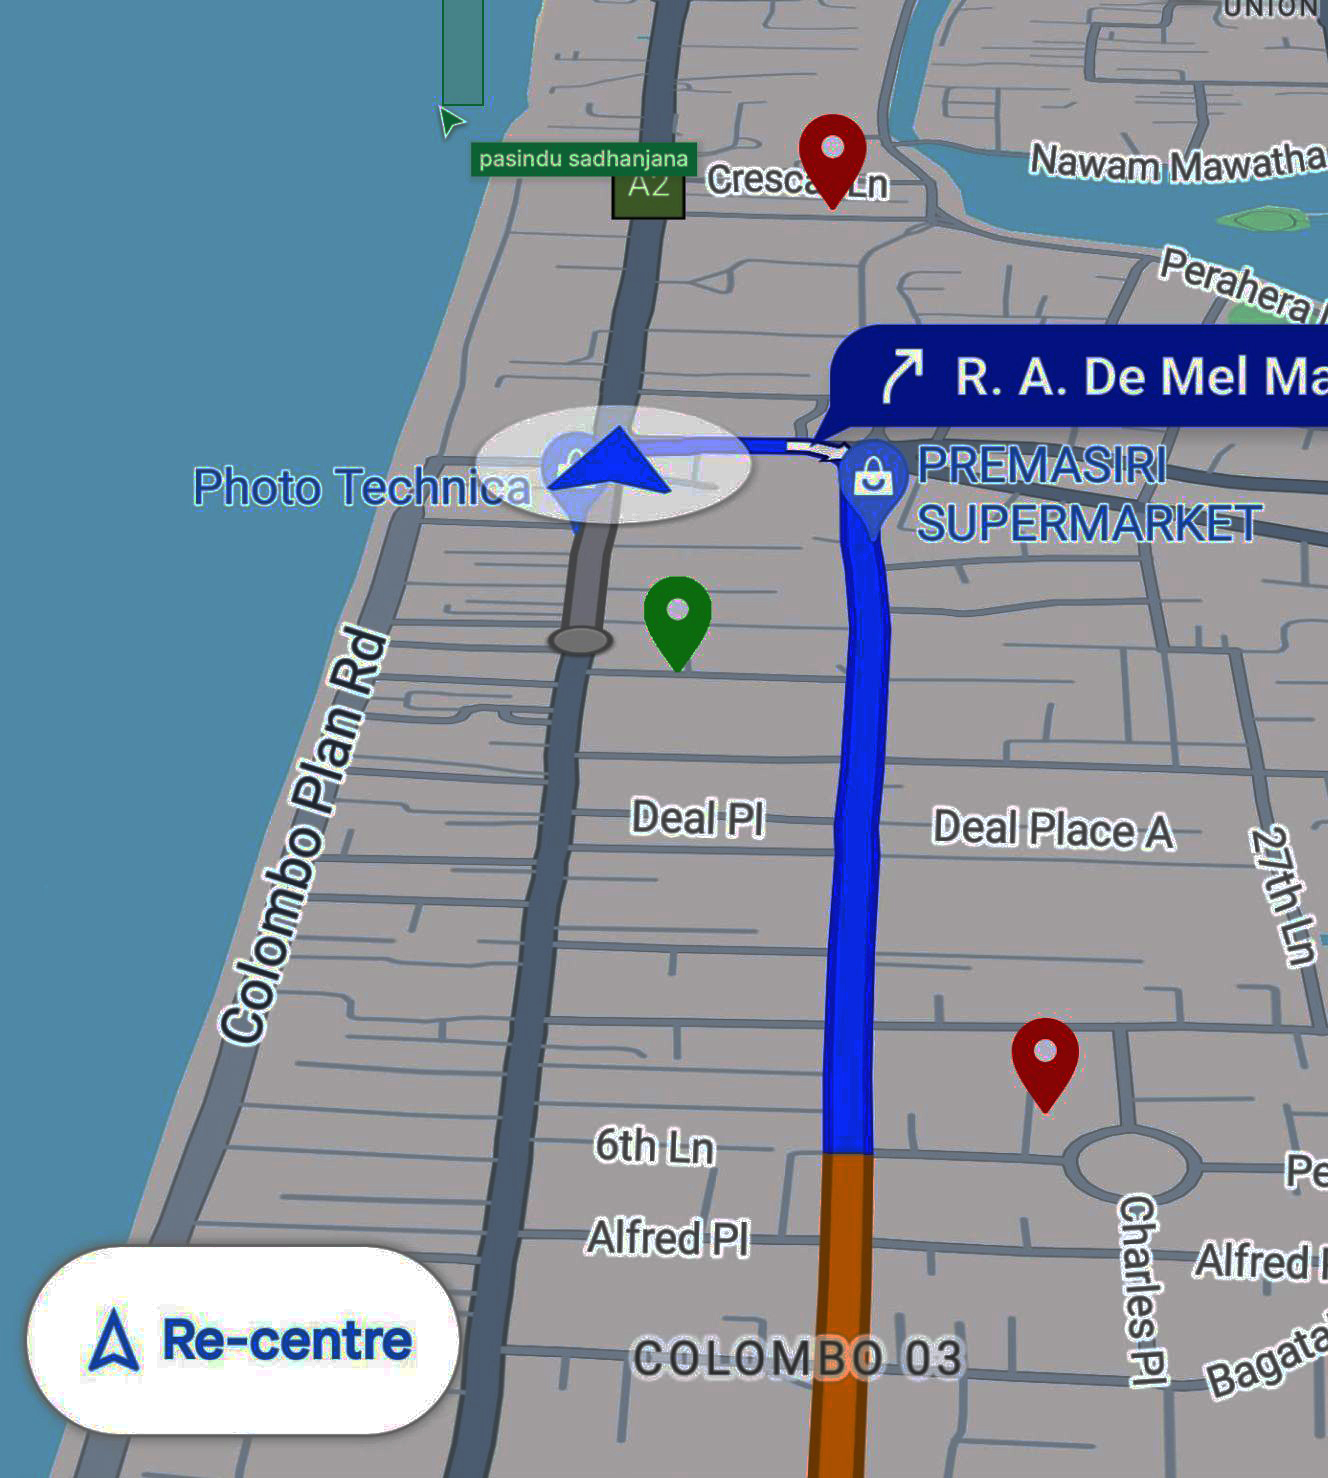 UNION
pasindu sadhanjana
A2
Cresca Ln
Nawam Mawatha
Perahera
R. A. De Mel Ma
Photo Technica
PREMASIRI
SUPERMARKET
Colombo Plan Rd
Deal Pl
Deal Place A
27th Ln
6th Ln
Pe
Alfred Pl
Charles Pl
Alfred
Re-centre
COLOMBO 03
Bagata